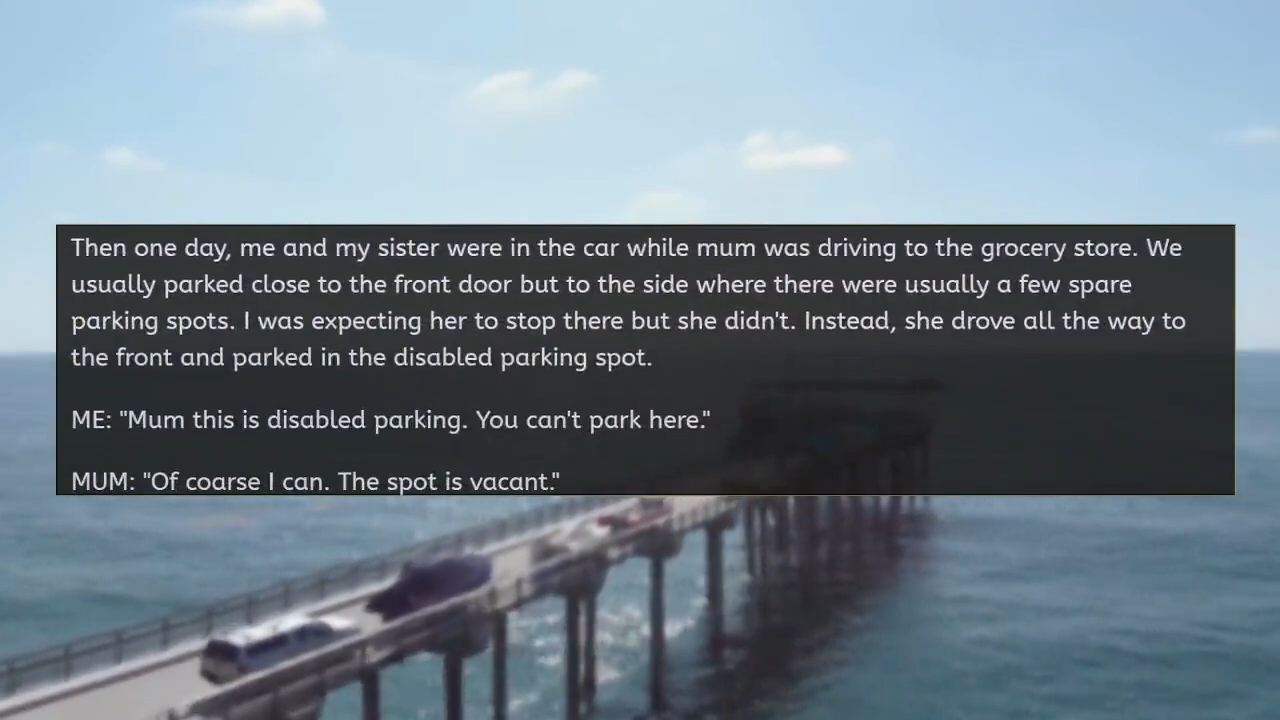 Then one day, me and my sister were in the car while mum was driving to the grocery store. We
usually parked close to the front door but to the side where there were usually a few spare
parking spots. I was expecting her to stop there but she didn't. Instead, she drove all the way to
the front and parked in the disabled parking spot.
ME: "Mum this is disabled parking. You can't park here."
MUM: "Of coarse I can. The spot is vacant."